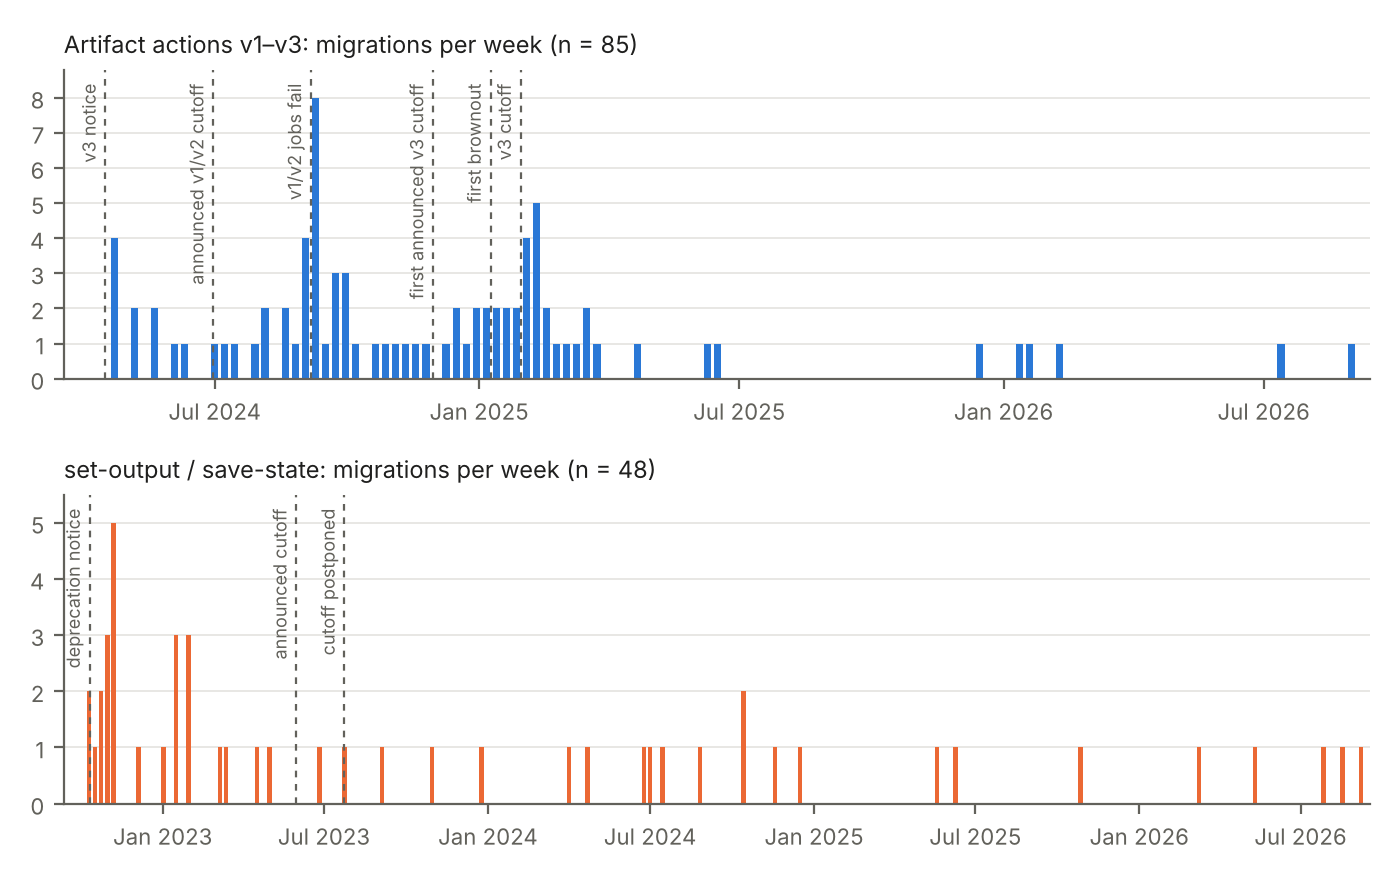 Artifact actions v1–v3: migrations per week (n = 85)
8
7
6
5
4
3
2
1
0
v3 notice
announced v1/v2 cutoff
v1/v2 jobs fail
first announced v3 cutoff
first brownout
v3 cutoff
Jul 2024
Jan 2025
Jul 2025
Jan 2026
Jul 2026
set-output / save-state: migrations per week (n = 48)
5
4
3
2
1
0
deprecation notice
announced cutoff
cutoff postponed
Jan 2023
Jul 2023
Jan 2024
Jul 2024
Jan 2025
Jul 2025
Jan 2026
Jul 2026